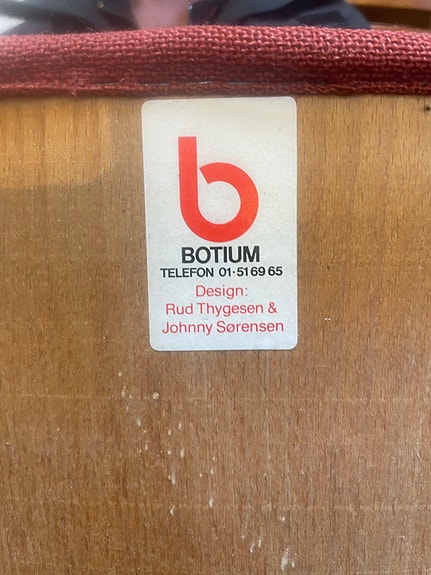 b
BOTIUM
TELEFON 01·51 69 65
Design:
Rud Thygesen &
Johnny Sørensen